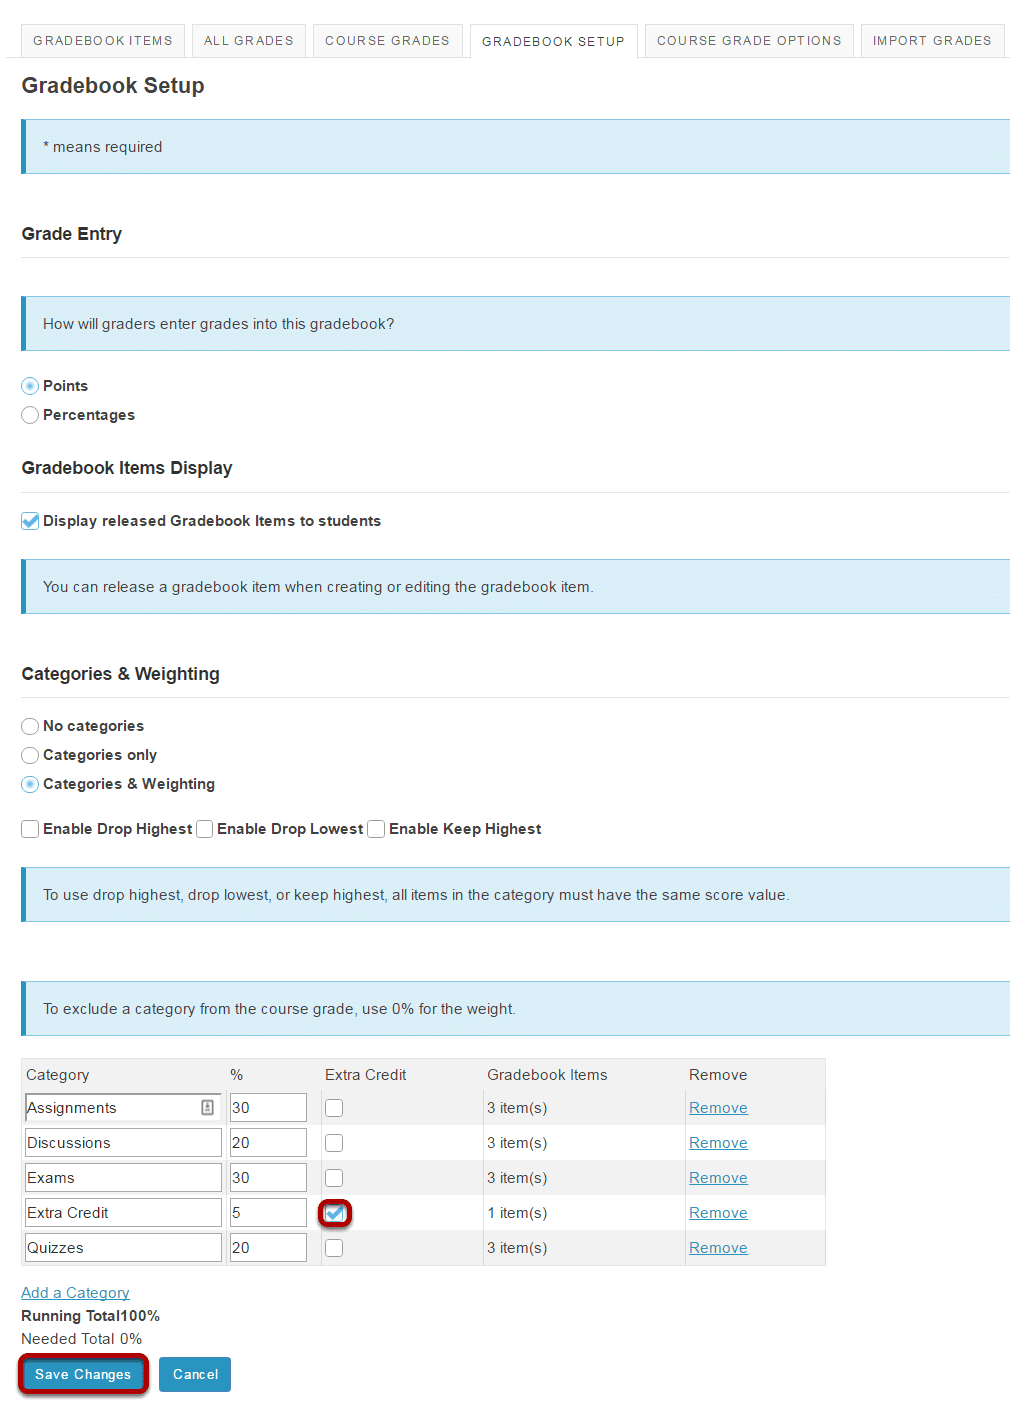 GRADEBOOK ITEMS ALL GRADES COURSE GRADES GRADEBOOK SETUP COURSE GRADE OPTIONS IMPORT GRADES
Gradebook Setup
* means required
Grade Entry
How will graders enter grades into this gradebook?
Points
Percentages
Gradebook Items Display
Display released Gradebook Items to students
You can release a gradebook item when creating or editing the gradebook item.
Categories & Weighting
No categories
Categories only
Categories & Weighting
Enable Drop Highest Enable Drop Lowest Enable Keep Highest
To use drop highest, drop lowest, or keep highest, all items in the category must have the same score value.
To exclude a category from the course grade, use 0% for the weight.
Category % Extra Credit Gradebook Items Remove
Assignments 30 3 item(s) Remove
Discussions 20 3 item(s) Remove
Exams 30 3 item(s) Remove
Extra Credit 5 1 item(s) Remove
Quizzes 20 3 item(s) Remove
Add a Category
Running Total100%
Needed Total 0%
Save Changes Cancel